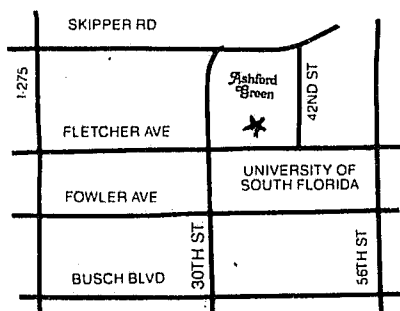 SKIPPER RD
I-275
Ashford
Green
42ND ST
FLETCHER AVE
UNIVERSITY OF
SOUTH FLORIDA
FOWLER AVE
30TH ST.
56TH ST
BUSCH BLVD